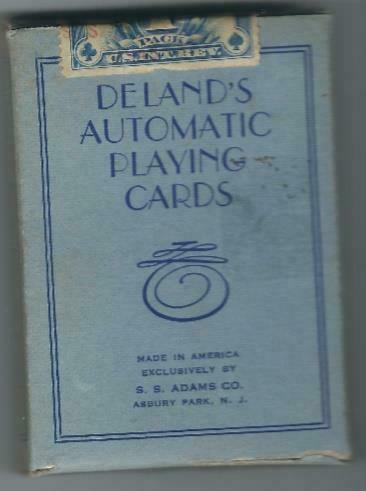 PACK
U.S. INT. REV.
DELAND'S
AUTOMATIC
PLAYING
CARDS
MADE IN AMERICA
EXCLUSIVELY BY
S. S. ADAMS CO.
ASBURY PARK, N. J.